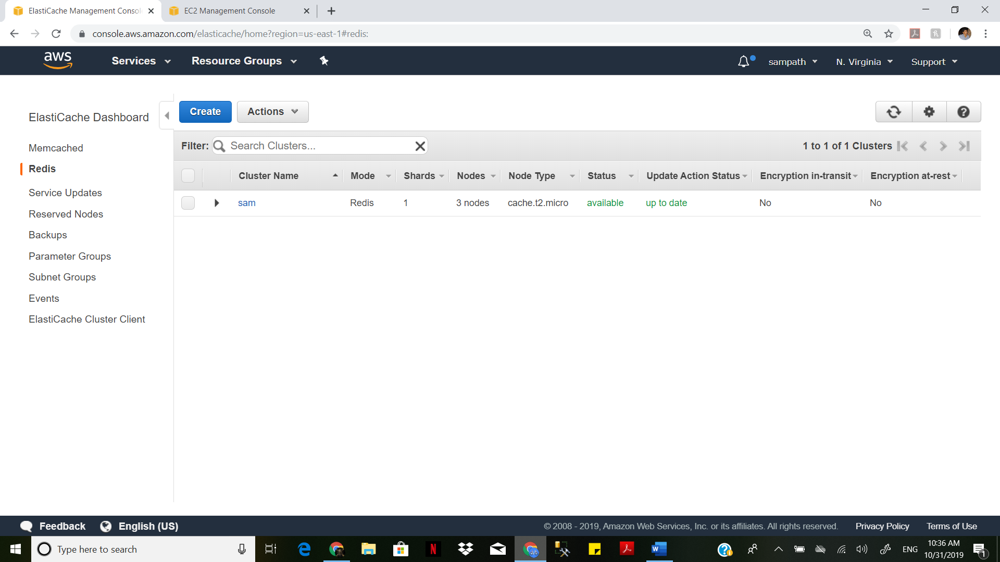 ElastiCache Management Consol
EC2 Management Console
console.aws.amazon.com/elasticache/home?region=us-east-1#redis:
aws
Services
Resource Groups
sampath
N. Virginia
Support
ElastiCache Dashboard
Memcached
Redis
Service Updates
Reserved Nodes
Backups
Parameter Groups
Subnet Groups
Events
ElastiCache Cluster Client
Create
Actions
Filter:
Search Clusters...
1 to 1 of 1 Clusters
Cluster Name Mode Shards Nodes Node Type Status Update Action Status Encryption in-transit Encryption at-rest
sam Redis 1 3 nodes cache.t2.micro available up to date No No
Feedback
English (US)
© 2008 - 2019, Amazon Web Services, Inc. or its affiliates. All rights reserved.
Privacy Policy
Terms of Use
Type here to search
ENG
10:36 AM
10/31/2019
1